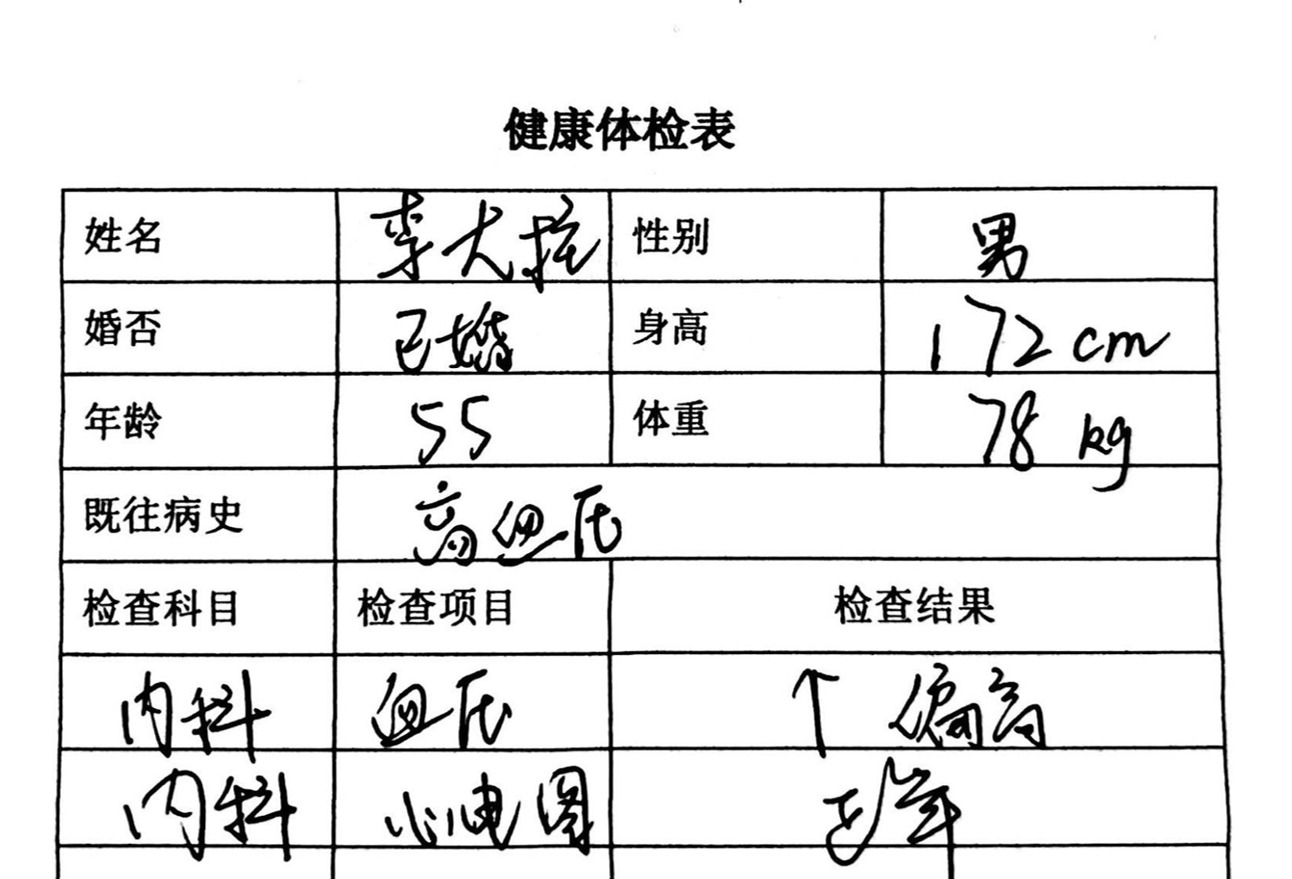 健康体检表
姓名 李大 性别 男
婚否 已婚 身高 172cm
年龄 55 体重 78 kg
既往病史 高血压
检查科目 检查项目 检查结果
内科 血压 ↑ 偏高
内科 心电图 正常